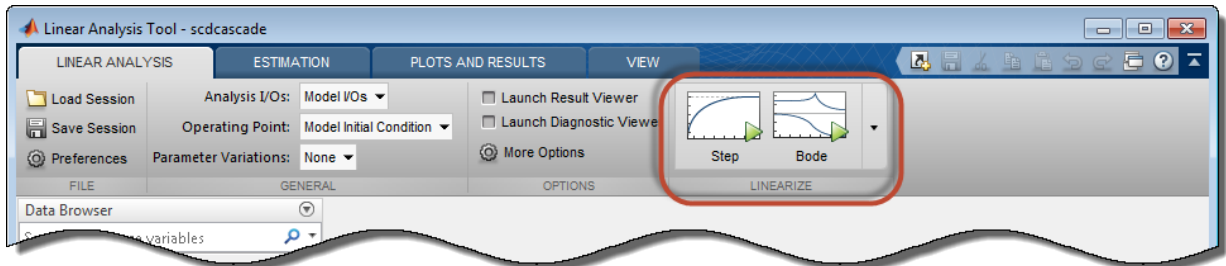 Linear Analysis Tool - scdcascade
LINEAR ANALYSIS ESTIMATION PLOTS AND RESULTS VIEW
Load Session Analysis I/Os: Model I/Os Launch Result Viewer
Save Session Operating Point: Model Initial Condition Launch Diagnostic Viewe
Preferences Parameter Variations: None More Options Step Bode
FILE GENERAL OPTIONS LINEARIZE
Data Browser
variables